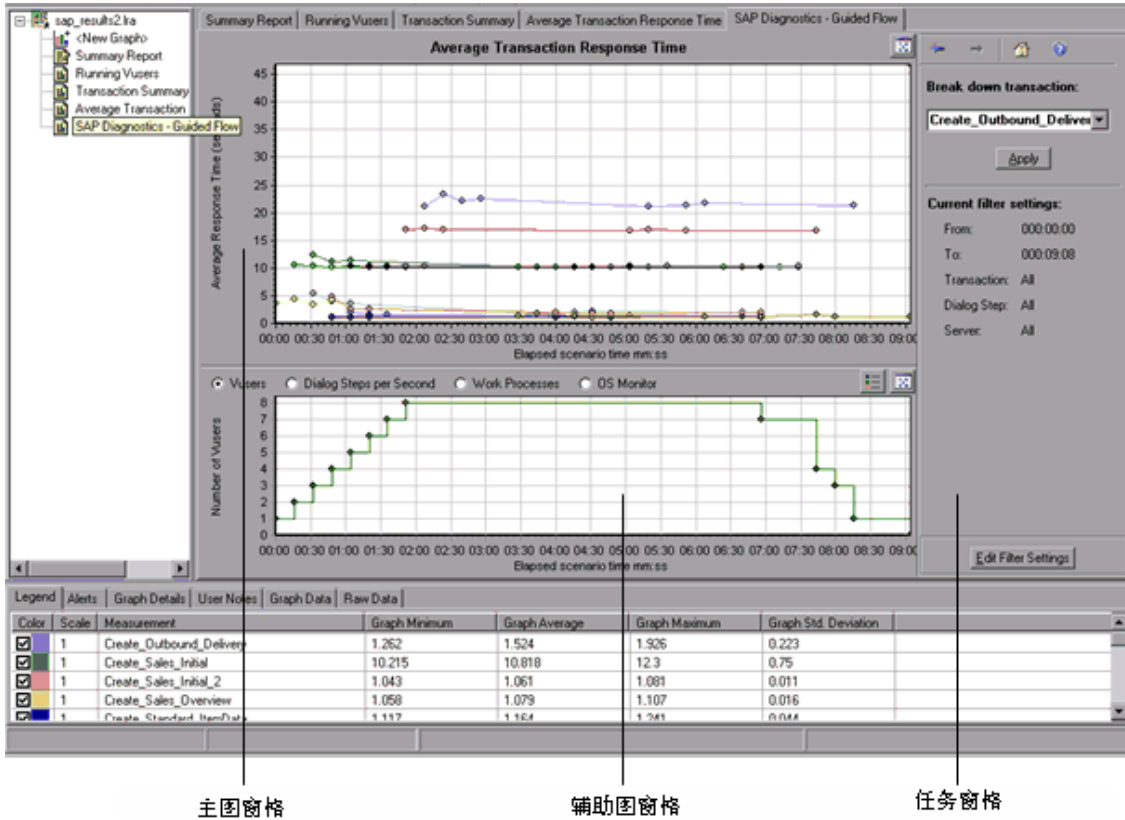 sap_results2.lra
<New Graph>
Summary Report
Running Vusers
Transaction Summary
Average Transaction
SAP Diagnostics - Guided Flow
Summary Report Running Vusers Transaction Summary Average Transaction Response Time SAP Diagnostics - Guided Flow
Average Transaction Response Time
Average Response Time (seconds)
45
40
35
30
25
20
15
10
5
0
00:00 00:30 01:00 01:30 02:00 02:30 03:00 03:30 04:00 04:30 05:00 05:30 06:00 06:30 07:00 07:30 08:00 08:30 09:00
Elapsed scenario time mm:ss
Vusers Dialog Steps per Second Work Processes OS Monitor
Number of Vusers
8
7
6
5
4
3
2
1
0
00:00 00:30 01:00 01:30 02:00 02:30 03:00 03:30 04:00 04:30 05:00 05:30 06:00 06:30 07:00 07:30 08:00 08:30 09:00
Elapsed scenario time mm:ss
Break down transaction:
Create_Outbound_Deliver
Apply
Current filter settings:
From: 000:00:00
To: 000:09:08
Transaction: All
Dialog Step: All
Server: All
Edit Filter Settings
Legend Alerts Graph Details User Notes Graph Data Raw Data
Color Scale Measurement Graph Minimum Graph Average Graph Maximum Graph Std. Deviation
1 Create_Outbound_Delivery 1.262 1.524 1.926 0.223
1 Create_Sales_Initial 10.215 10.818 12.3 0.75
1 Create_Sales_Initial_2 1.043 1.061 1.081 0.011
1 Create_Sales_Overview 1.058 1.079 1.107 0.016
1 Create_Standard_ItemData 1.117 1.164 1.241 0.044
主图窗格 辅助图窗格 任务窗格